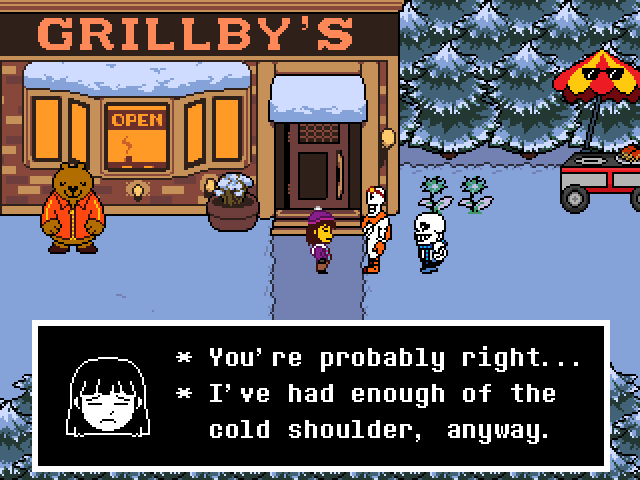 GRILLBY'S
OPEN
* You're probably right...
* I've had enough of the
cold shoulder, anyway.